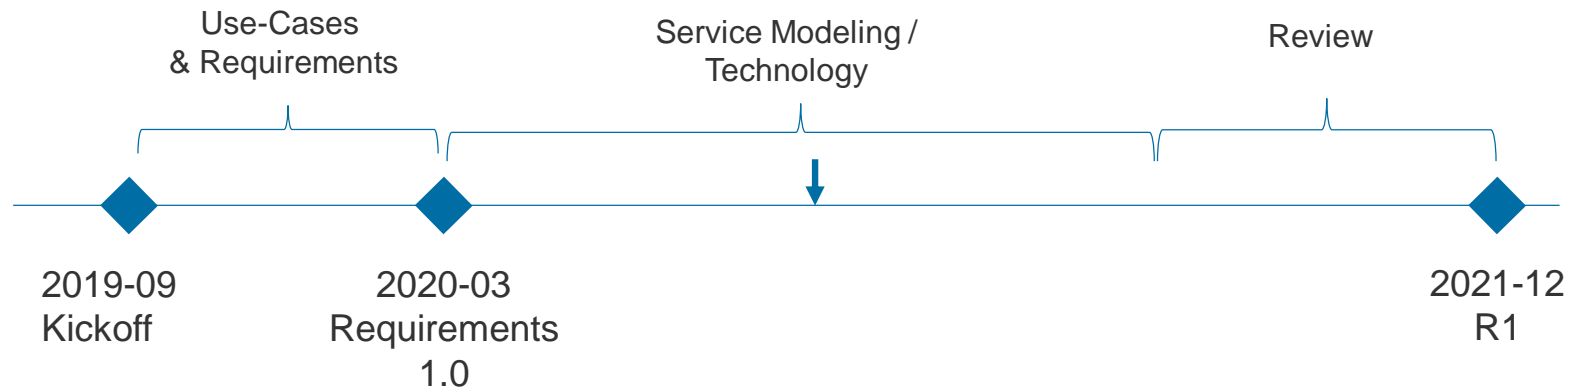 Use-Cases
& Requirements
Service Modeling /
Technology
Review
2019-09
Kickoff
2020-03
Requirements
1.0
2021-12
R1